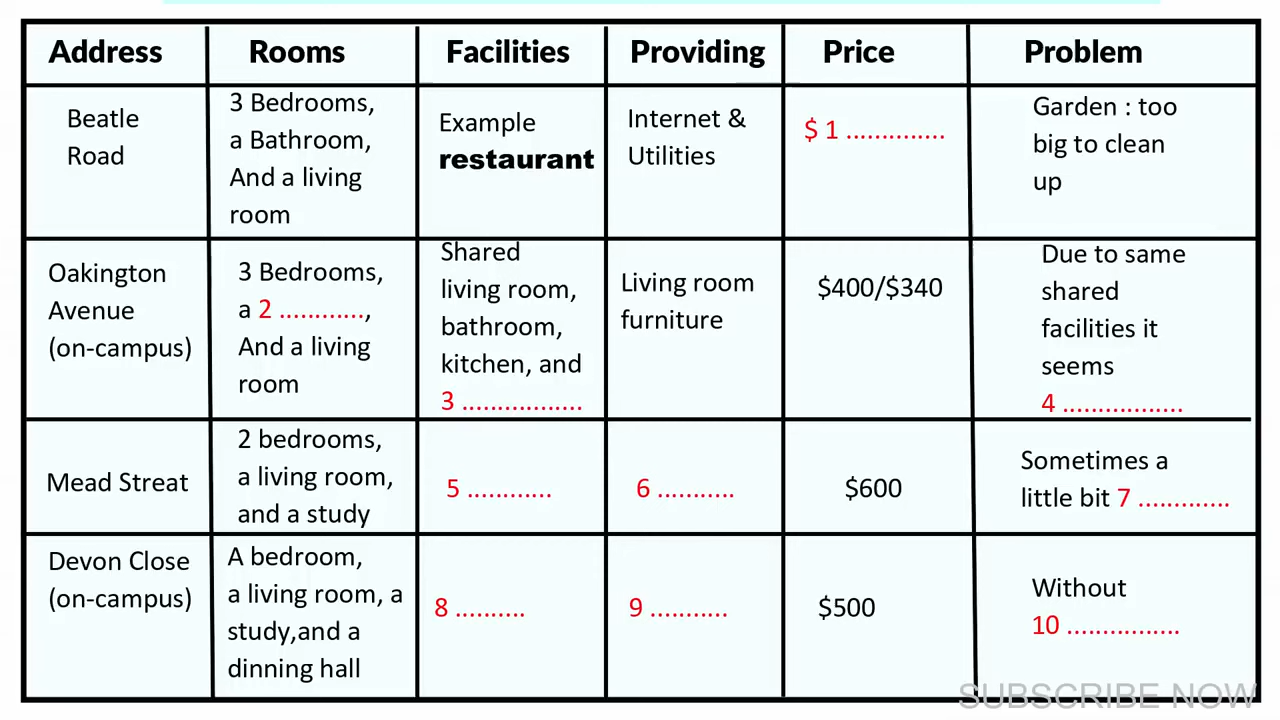 Address Rooms Facilities Providing Price Problem
Beatle
Road
3 Bedrooms,
a Bathroom,
And a living
room
Example
restaurant
Internet &
Utilities
$ 1 ..............
Garden : too
big to clean
up
Oakington
Avenue
(on-campus)
3 Bedrooms,
a 2 ............,
And a living
room
Shared
living room,
bathroom,
kitchen, and
3 .................
Living room
furniture
$400/$340
Due to same
shared
facilities it
seems
4 .................
Mead Streat
2 bedrooms,
a living room,
and a study
5 ............
6 ...........
$600
Sometimes a
little bit 7 .............
Devon Close
(on-campus)
A bedroom,
a living room, a
study,and a
dinning hall
8 ..........
9 ...........
$500
Without
10 ................
SUBSCRIBE NOW